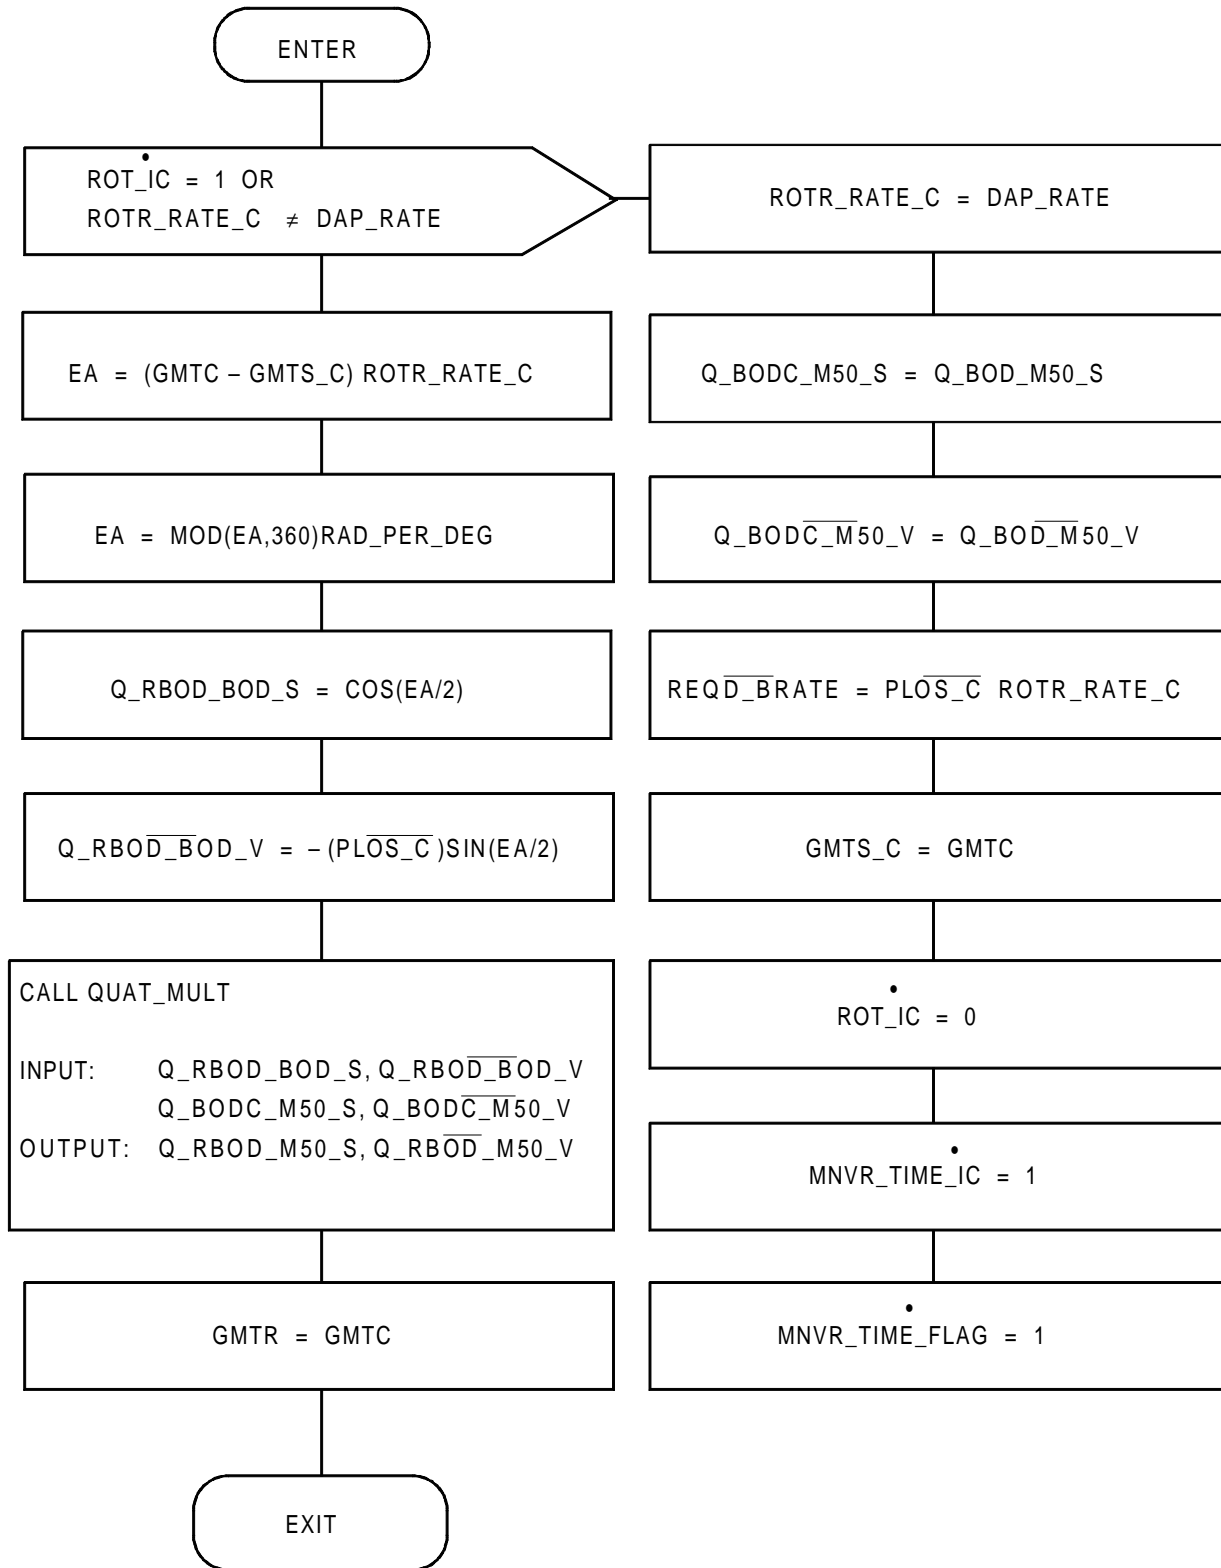 ENTER
ROT_IC = 1 OR
ROTR_RATE_C ≠ DAP_RATE
EA = (GMTC – GMTS_C) ROTR_RATE_C
EA = MOD(EA,360)RAD_PER_DEG
Q_RBOD_BOD_S = COS(EA/2)
Q_RBOD_BOD_V = –(PLOS_C)SIN(EA/2)
CALL QUAT_MULT
INPUT: Q_RBOD_BOD_S, Q_RBOD_BOD_V
Q_BODC_M50_S, Q_BODC_M50_V
OUTPUT: Q_RBOD_M50_S, Q_RBOD_M50_V
GMTR = GMTC
EXIT
ROTR_RATE_C = DAP_RATE
Q_BODC_M50_S = Q_BOD_M50_S
Q_BODC_M50_V = Q_BOD_M50_V
REQD_BRATE = PLOS_C ROTR_RATE_C
GMTS_C = GMTC
ROT_IC = 0
MNVR_TIME_IC = 1
MNVR_TIME_FLAG = 1